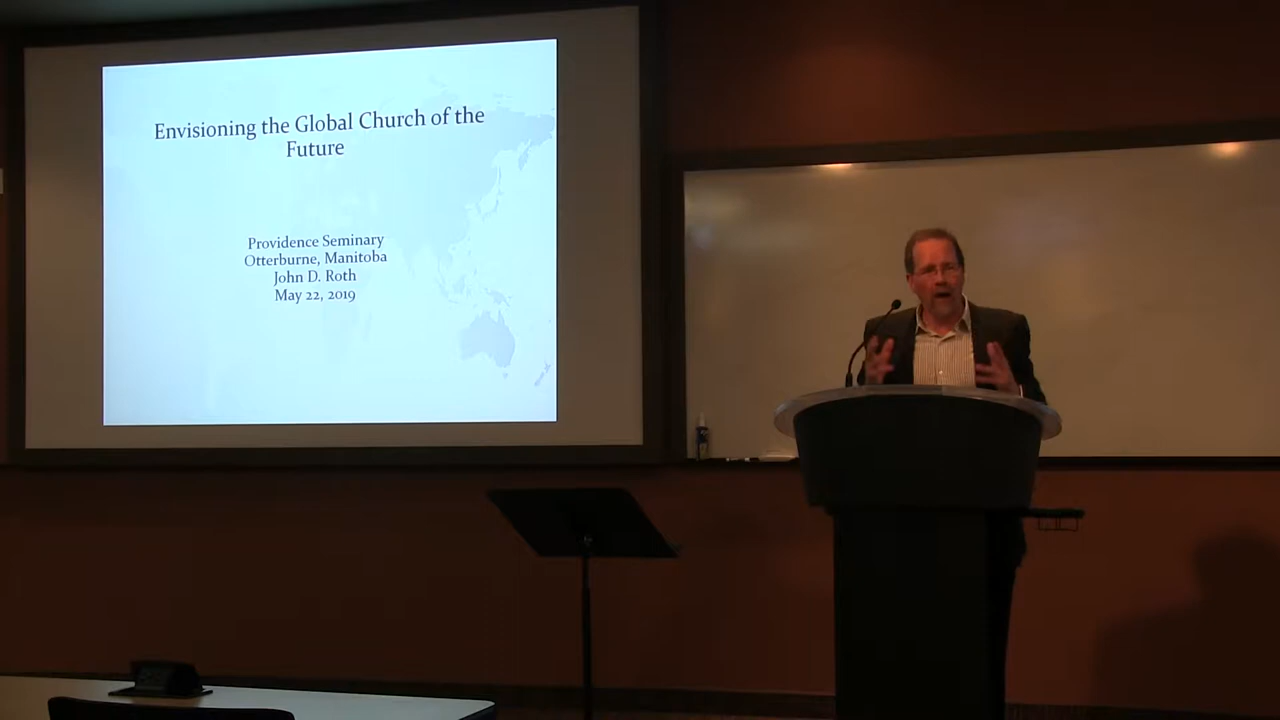 Envisioning the Global Church of the
Future
Providence Seminary
Otterburne, Manitoba
John D. Roth
May 22, 2019